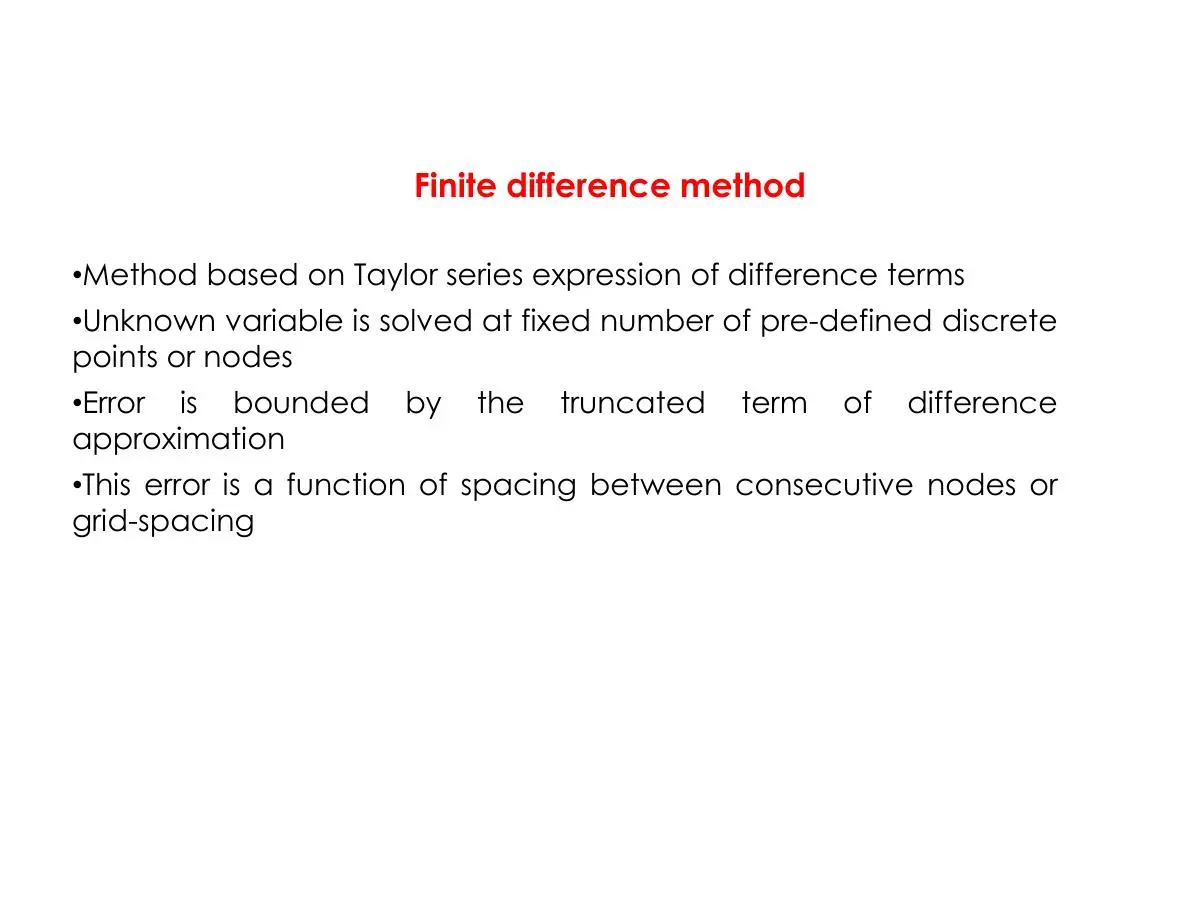 Finite difference method
•Method based on Taylor series expression of difference terms
•Unknown variable is solved at fixed number of pre-defined discrete
points or nodes
•Error is bounded by the truncated term of difference
approximation
•This error is a function of spacing between consecutive nodes or
grid-spacing